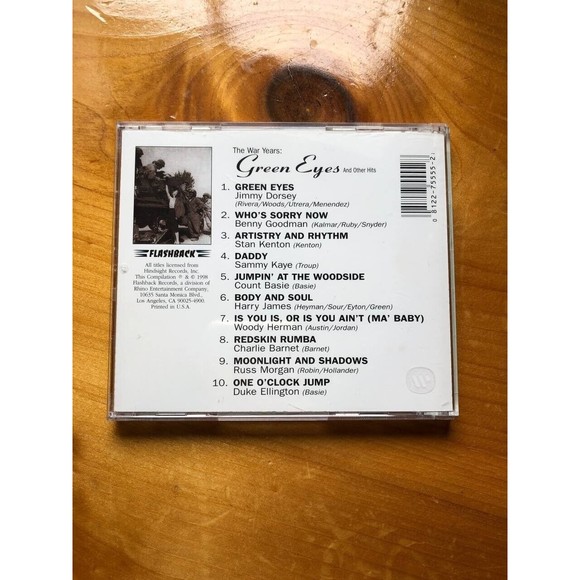 The War Years:
Green Eyes And Other Hits
1. GREEN EYES
Jimmy Dorsey
(Rivera/Woods/Utrera/Menendez)
2. WHO'S SORRY NOW
Benny Goodman (Kalmar/Ruby/Snyder)
3. ARTISTRY AND RHYTHM
Stan Kenton (Kenton)
4. DADDY
Sammy Kaye (Troup)
5. JUMPIN' AT THE WOODSIDE
Count Basie (Basie)
6. BODY AND SOUL
Harry James (Heyman/Sour/Eyton/Green)
7. IS YOU IS, OR IS YOU AIN'T (MA' BABY)
Woody Herman (Austin/Jordan)
8. REDSKIN RUMBA
Charlie Barnet (Barnet)
9. MOONLIGHT AND SHADOWS
Russ Morgan (Robin/Hollander)
10. ONE O'CLOCK JUMP
Duke Ellington (Basie)
FLASHBACK
All titles licensed from
Hindsight Records, Inc.
This Compilation ℗ & © 1998
Flashback Records, a division of
Rhino Entertainment Company,
10635 Santa Monica Blvd.,
Los Angeles, CA 90025-4900.
Printed in U.S.A.
0 8122-75555-2